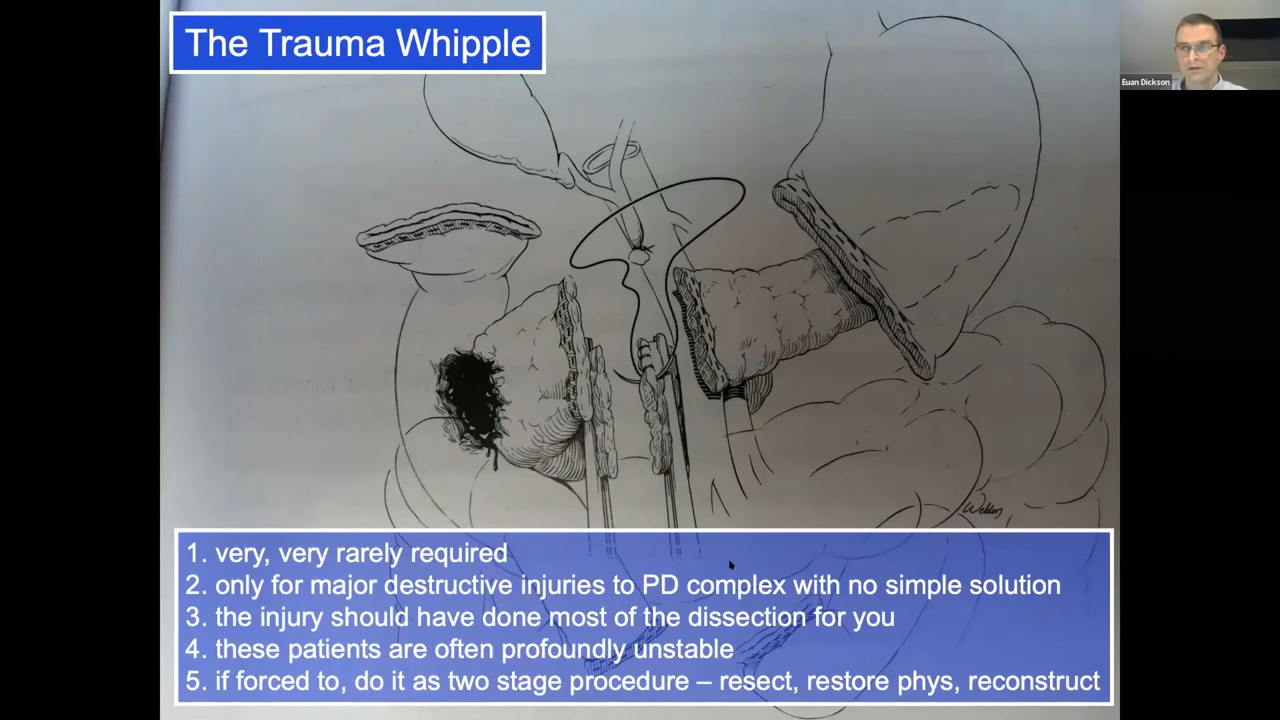 The Trauma Whipple
Euan Dickson
1. very, very rarely required
2. only for major destructive injuries to PD complex with no simple solution
3. the injury should have done most of the dissection for you
4. these patients are often profoundly unstable
5. if forced to, do it as two stage procedure – resect, restore phys, reconstruct